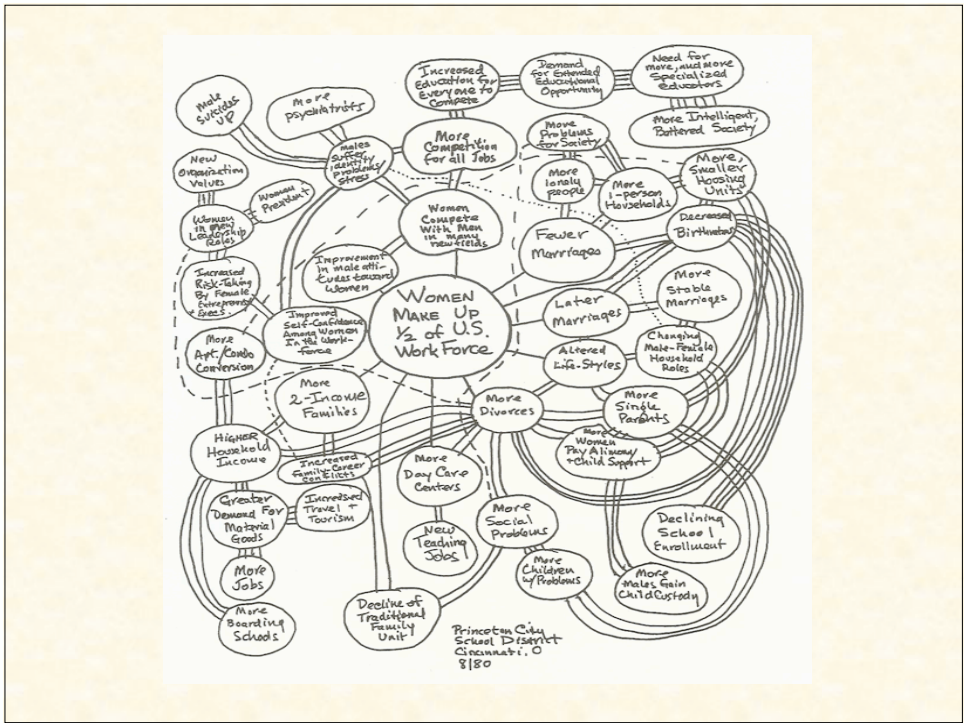 Male
Suicides
UP
More
Psychiatrists
Increased
Education for
Everyone to
Compete
Demand
for Extended
Educational
Opportunity
Need for
more, and more
Specialized
educators
More Intelligent,
Bettered Society
Males
Suffer
identity
problems/
Stress
More
Competition
for all Jobs
More
Problems
for Society
New
Organization
Values
Women
President
More
lonely
people
More
1-person
Households
More,
Smaller
Housing
Units
Women
in new
Leadership
Roles
Women
Compete
With Men
in many
new fields
Fewer
Marriages
Decreased
Birthrate
Increased
Risk-Taking
By Female
Entrepreneurs
+ Execs.
Improvement
in male atti-
tudes toward
Women
WOMEN
MAKE UP
1/2 of U.S.
Work Force
Later
Marriages
More
Stable
Marriages
More
Apt./Condo
Conversion
Improved
Self-Confidence
Among Women
In the Work-
force
Altered
Life-Styles
Changing
Male-Female
Household
Roles
More
2-Income
Families
More
Divorces
More
Single
Parents
HIGHER
Household
Income
Increased
Family-Career
Conflicts
More
Day Care
Centers
More
Women
Pay Alimony
+ Child Support
Greater
Demand For
Material
Goods
Increased
Travel +
Tourism
New
Teaching
Jobs
More
Social
Problems
Declining
School
Enrollment
More
Jobs
More
Children
w/Problems
More
Males Gain
Child Custody
More
Boarding
Schools
Decline of
Traditional
Family
Unit
Princeton City
School District
Cincinnati, O
8/80